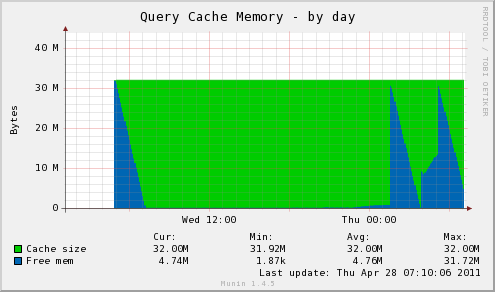 Query Cache Memory - by day
RRDTOOL / TOBI OETIKER
Bytes
40 M
30 M
20 M
10 M
0
Wed 12:00 Thu 00:00
Cur: Min: Avg: Max:
Cache size 32.00M 31.92M 32.00M 32.00M
Free mem 4.74M 1.87k 4.76M 31.72M
Last update: Thu Apr 28 07:10:06 2011
Munin 1.4.5